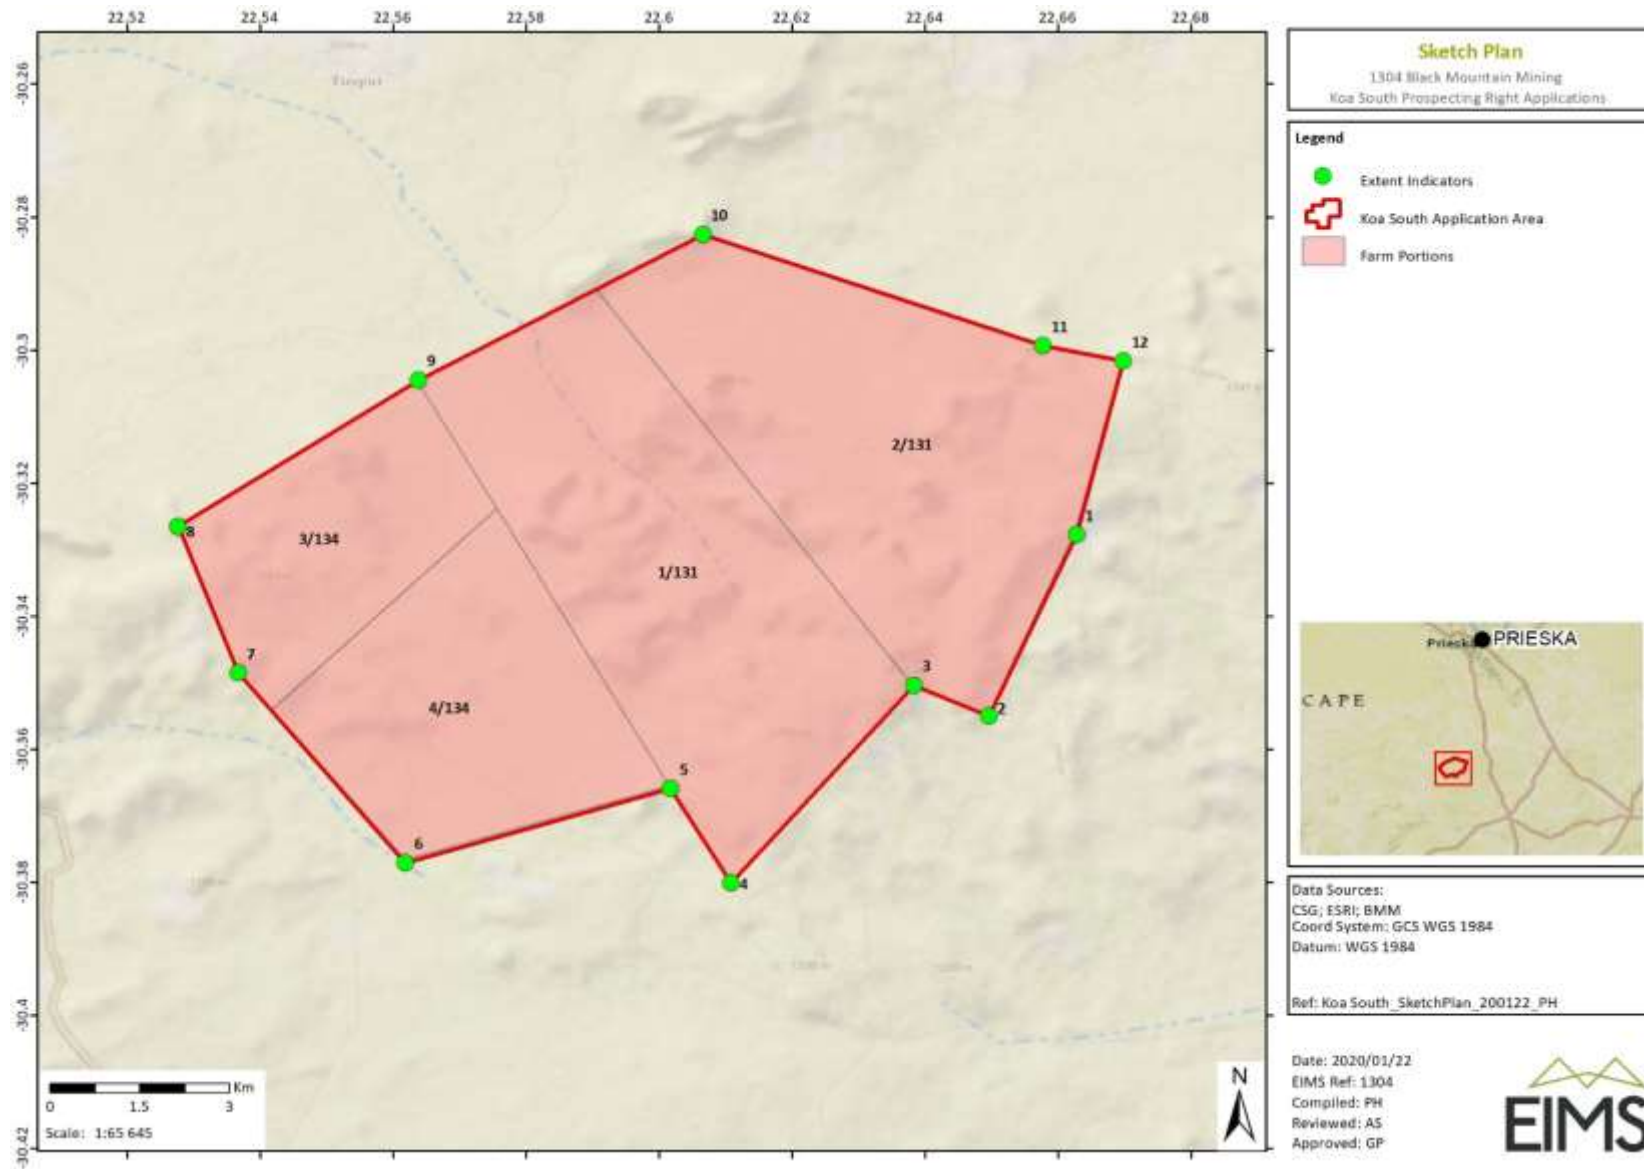 22.52 22.54 22.56 22.58 22.6 22.62 22.64 22.66 22.68
-30.26
-30.28
-30.3
-30.32
-30.34
-30.36
-30.38
-30.4
-30.42
10
11
12
9
2/131
8
3/134
1
1/131
7
3
4/134
2
5
6
4
Km
0 1.5 3
Scale: 1:65 645
N
Sketch Plan
1304 Black Mountain Mining
Koa South Prospecting Right Applications
Legend
Extent Indicators
Koa South Application Area
Farm Portions
Prieska PRIESKA
CAPE
Data Sources:
CSG; ESRI; BMM
Coord System: GCS WGS 1984
Datum: WGS 1984
Ref: Koa South_SketchPlan_200122_PH
Date: 2020/01/22
EIMS Ref: 1304
Compiled: PH
Reviewed: AS
Approved: GP
EIMS